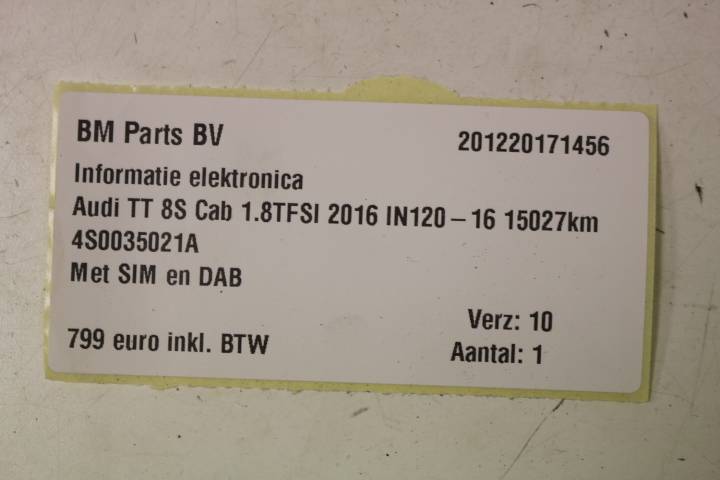 BM Parts BV 201220171456
Informatie elektronica
Audi TT 8S Cab 1.8TFSI 2016 IN120-16 15027km
4S0035021A
Met SIM en DAB
Verz: 10
799 euro inkl. BTW Aantal: 1